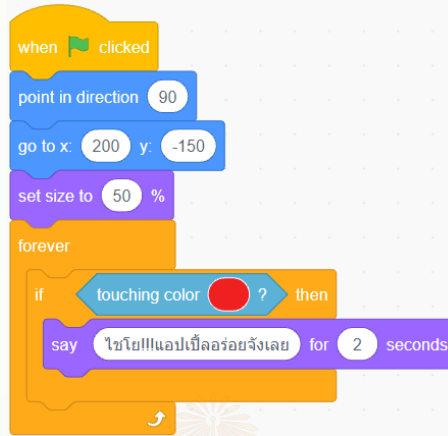 when clicked
point in direction 90
go to x: 200 y: -150
set size to 50 %
forever
if touching color ? then
say ไชโย!!!แอปเปิ้ลอร่อยจังเลย for 2 seconds